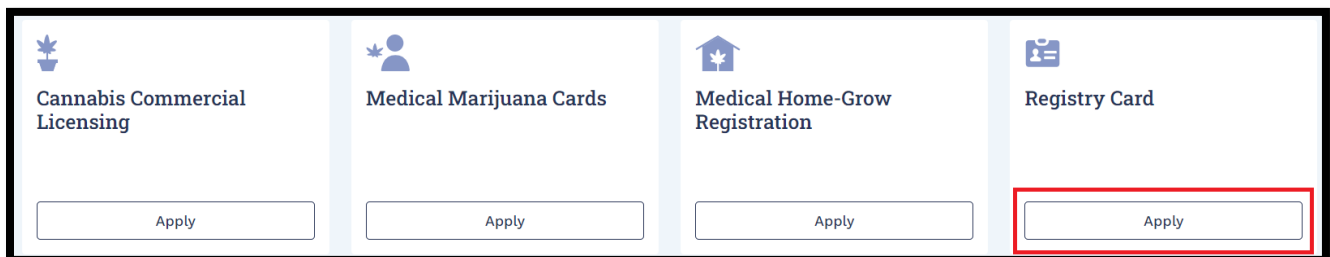 Cannabis Commercial
Licensing
Apply
Medical Marijuana Cards
Apply
Medical Home-Grow
Registration
Apply
Registry Card
Apply